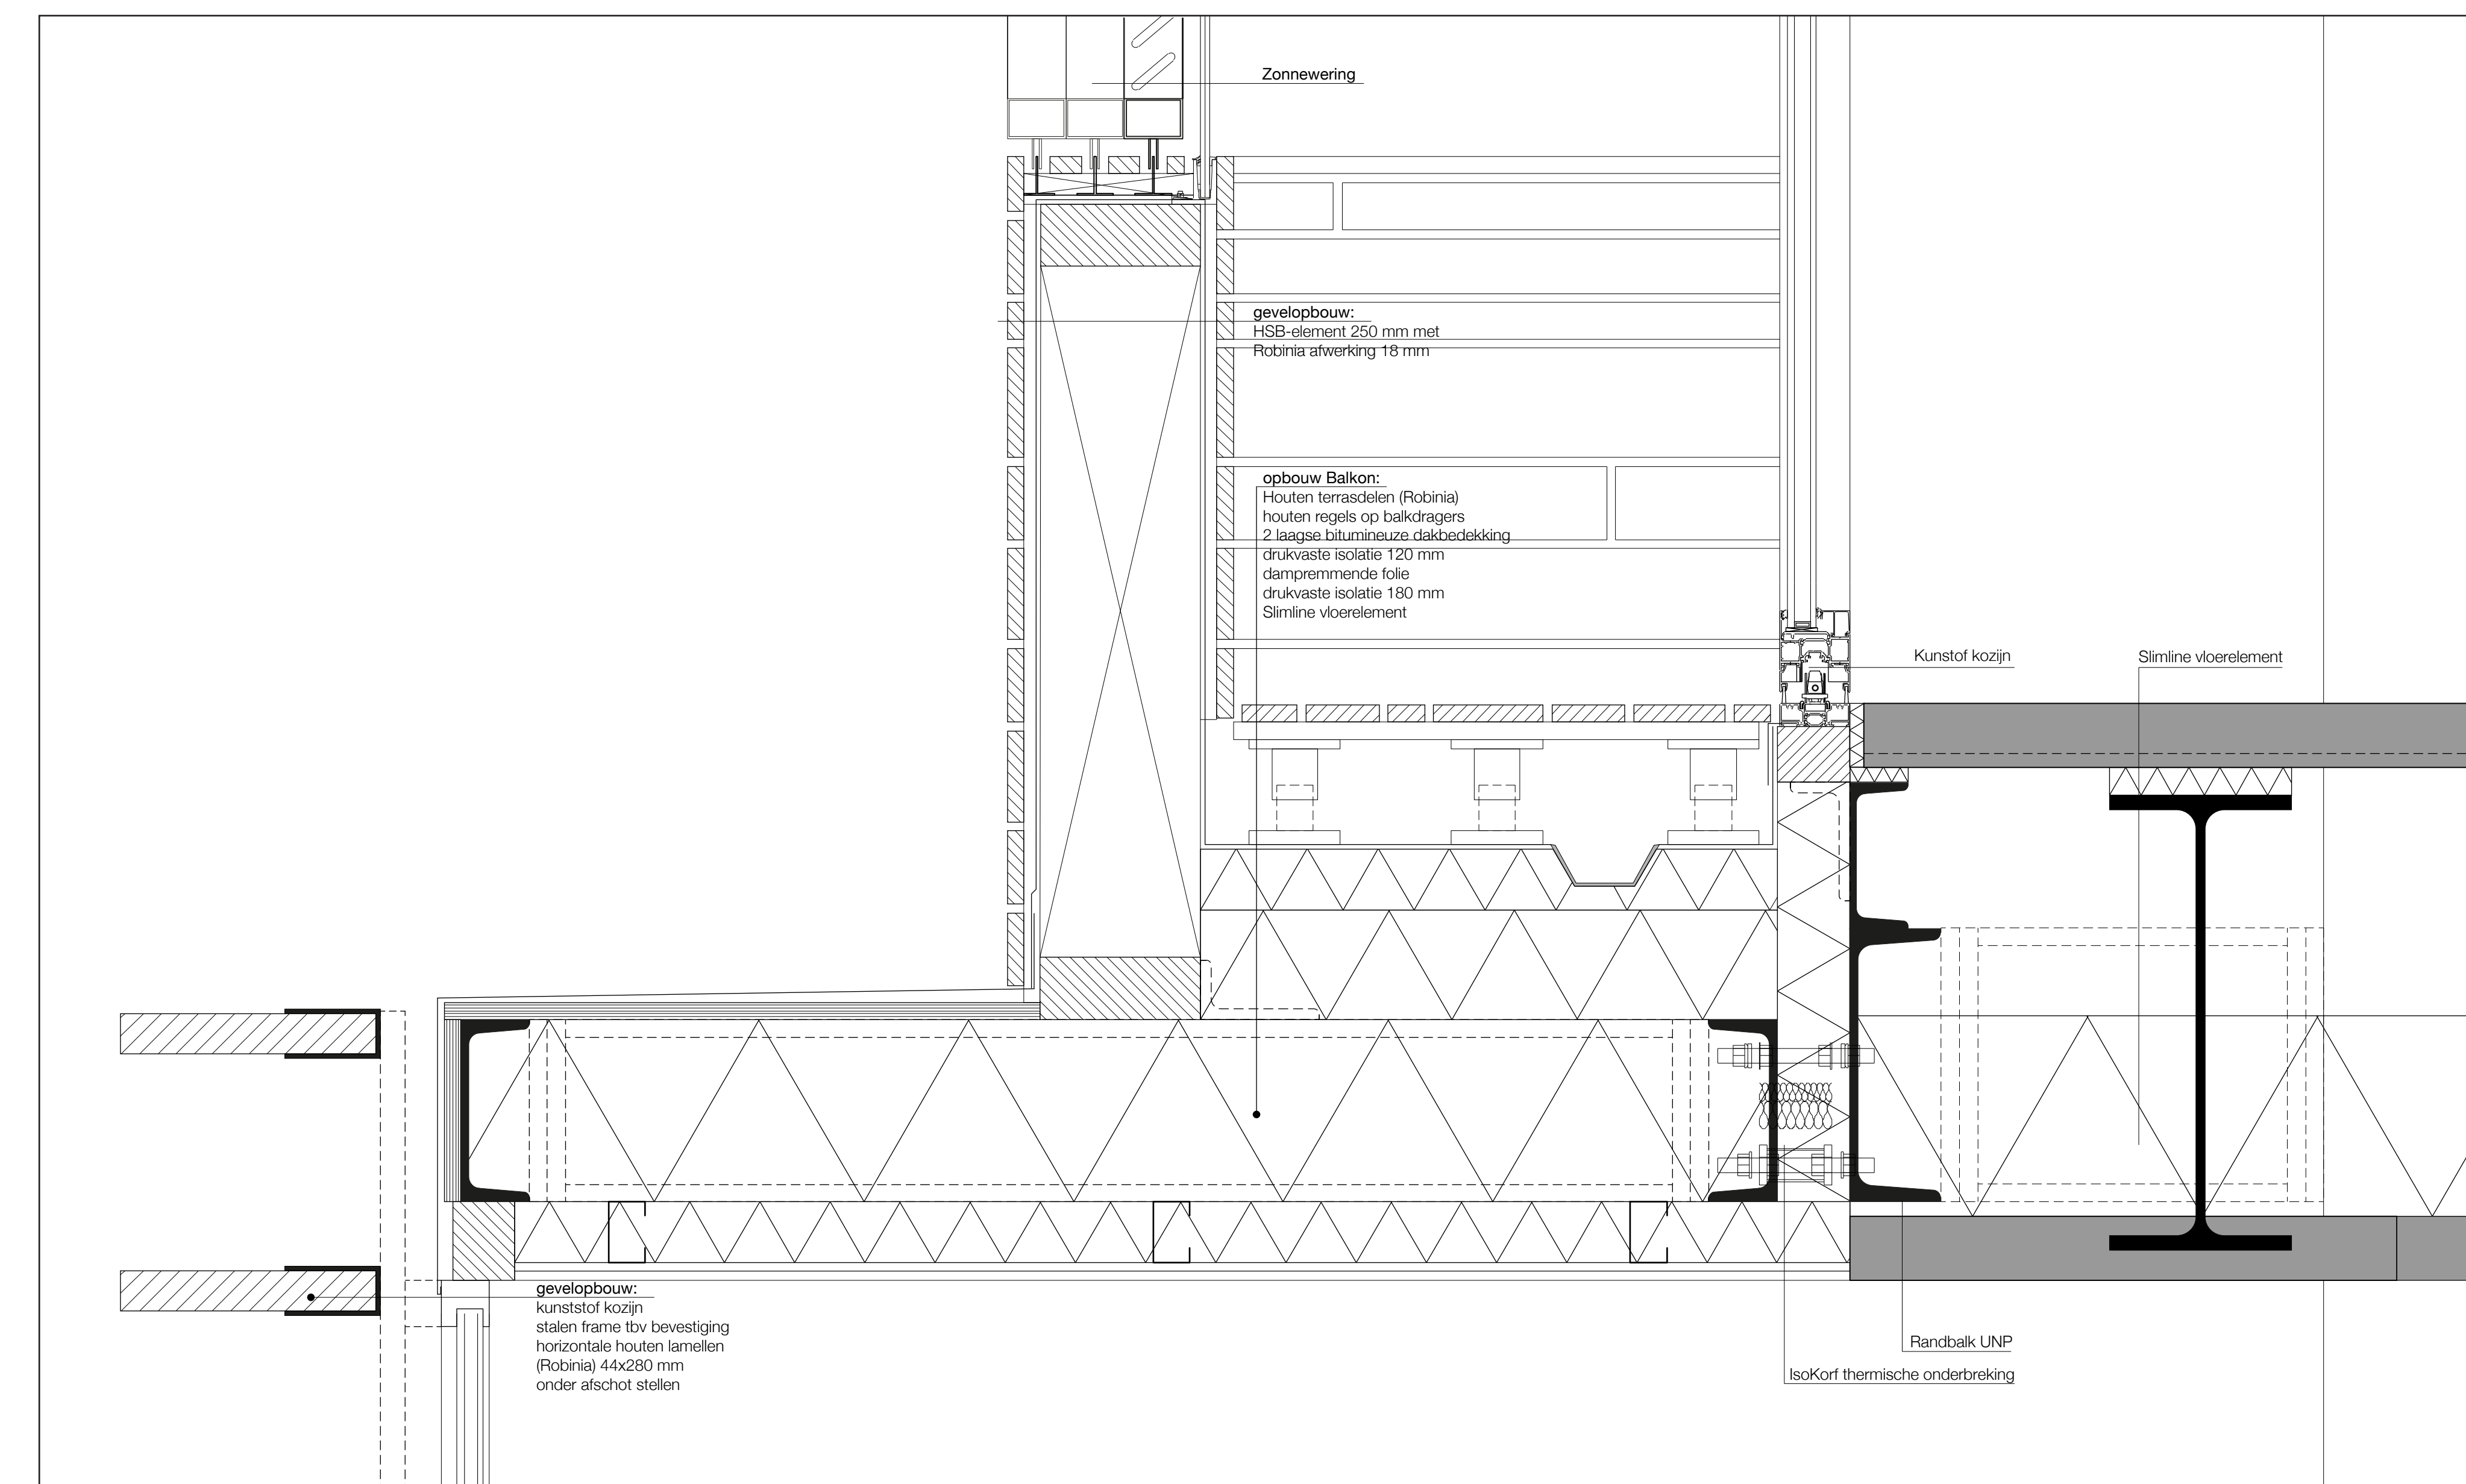 Zonnewering
gevelopbouw:
HSB-element 250 mm met
Robinia afwerking 18 mm
opbouw Balkon:
Houten terrasdelen (Robinia)
houten regels op balkdragers
2 laagse bitumineuze dakbedekking
drukvaste isolatie 120 mm
dampremmende folie
drukvaste isolatie 180 mm
Slimline vloerelement
Kunstof kozijn
Slimline vloerelement
gevelopbouw:
kunststof kozijn
stalen frame tbv bevestiging
horizontale houten lamellen
(Robinia) 44x280 mm
onder afschot stellen
Randbalk UNP
IsoKorf thermische onderbreking